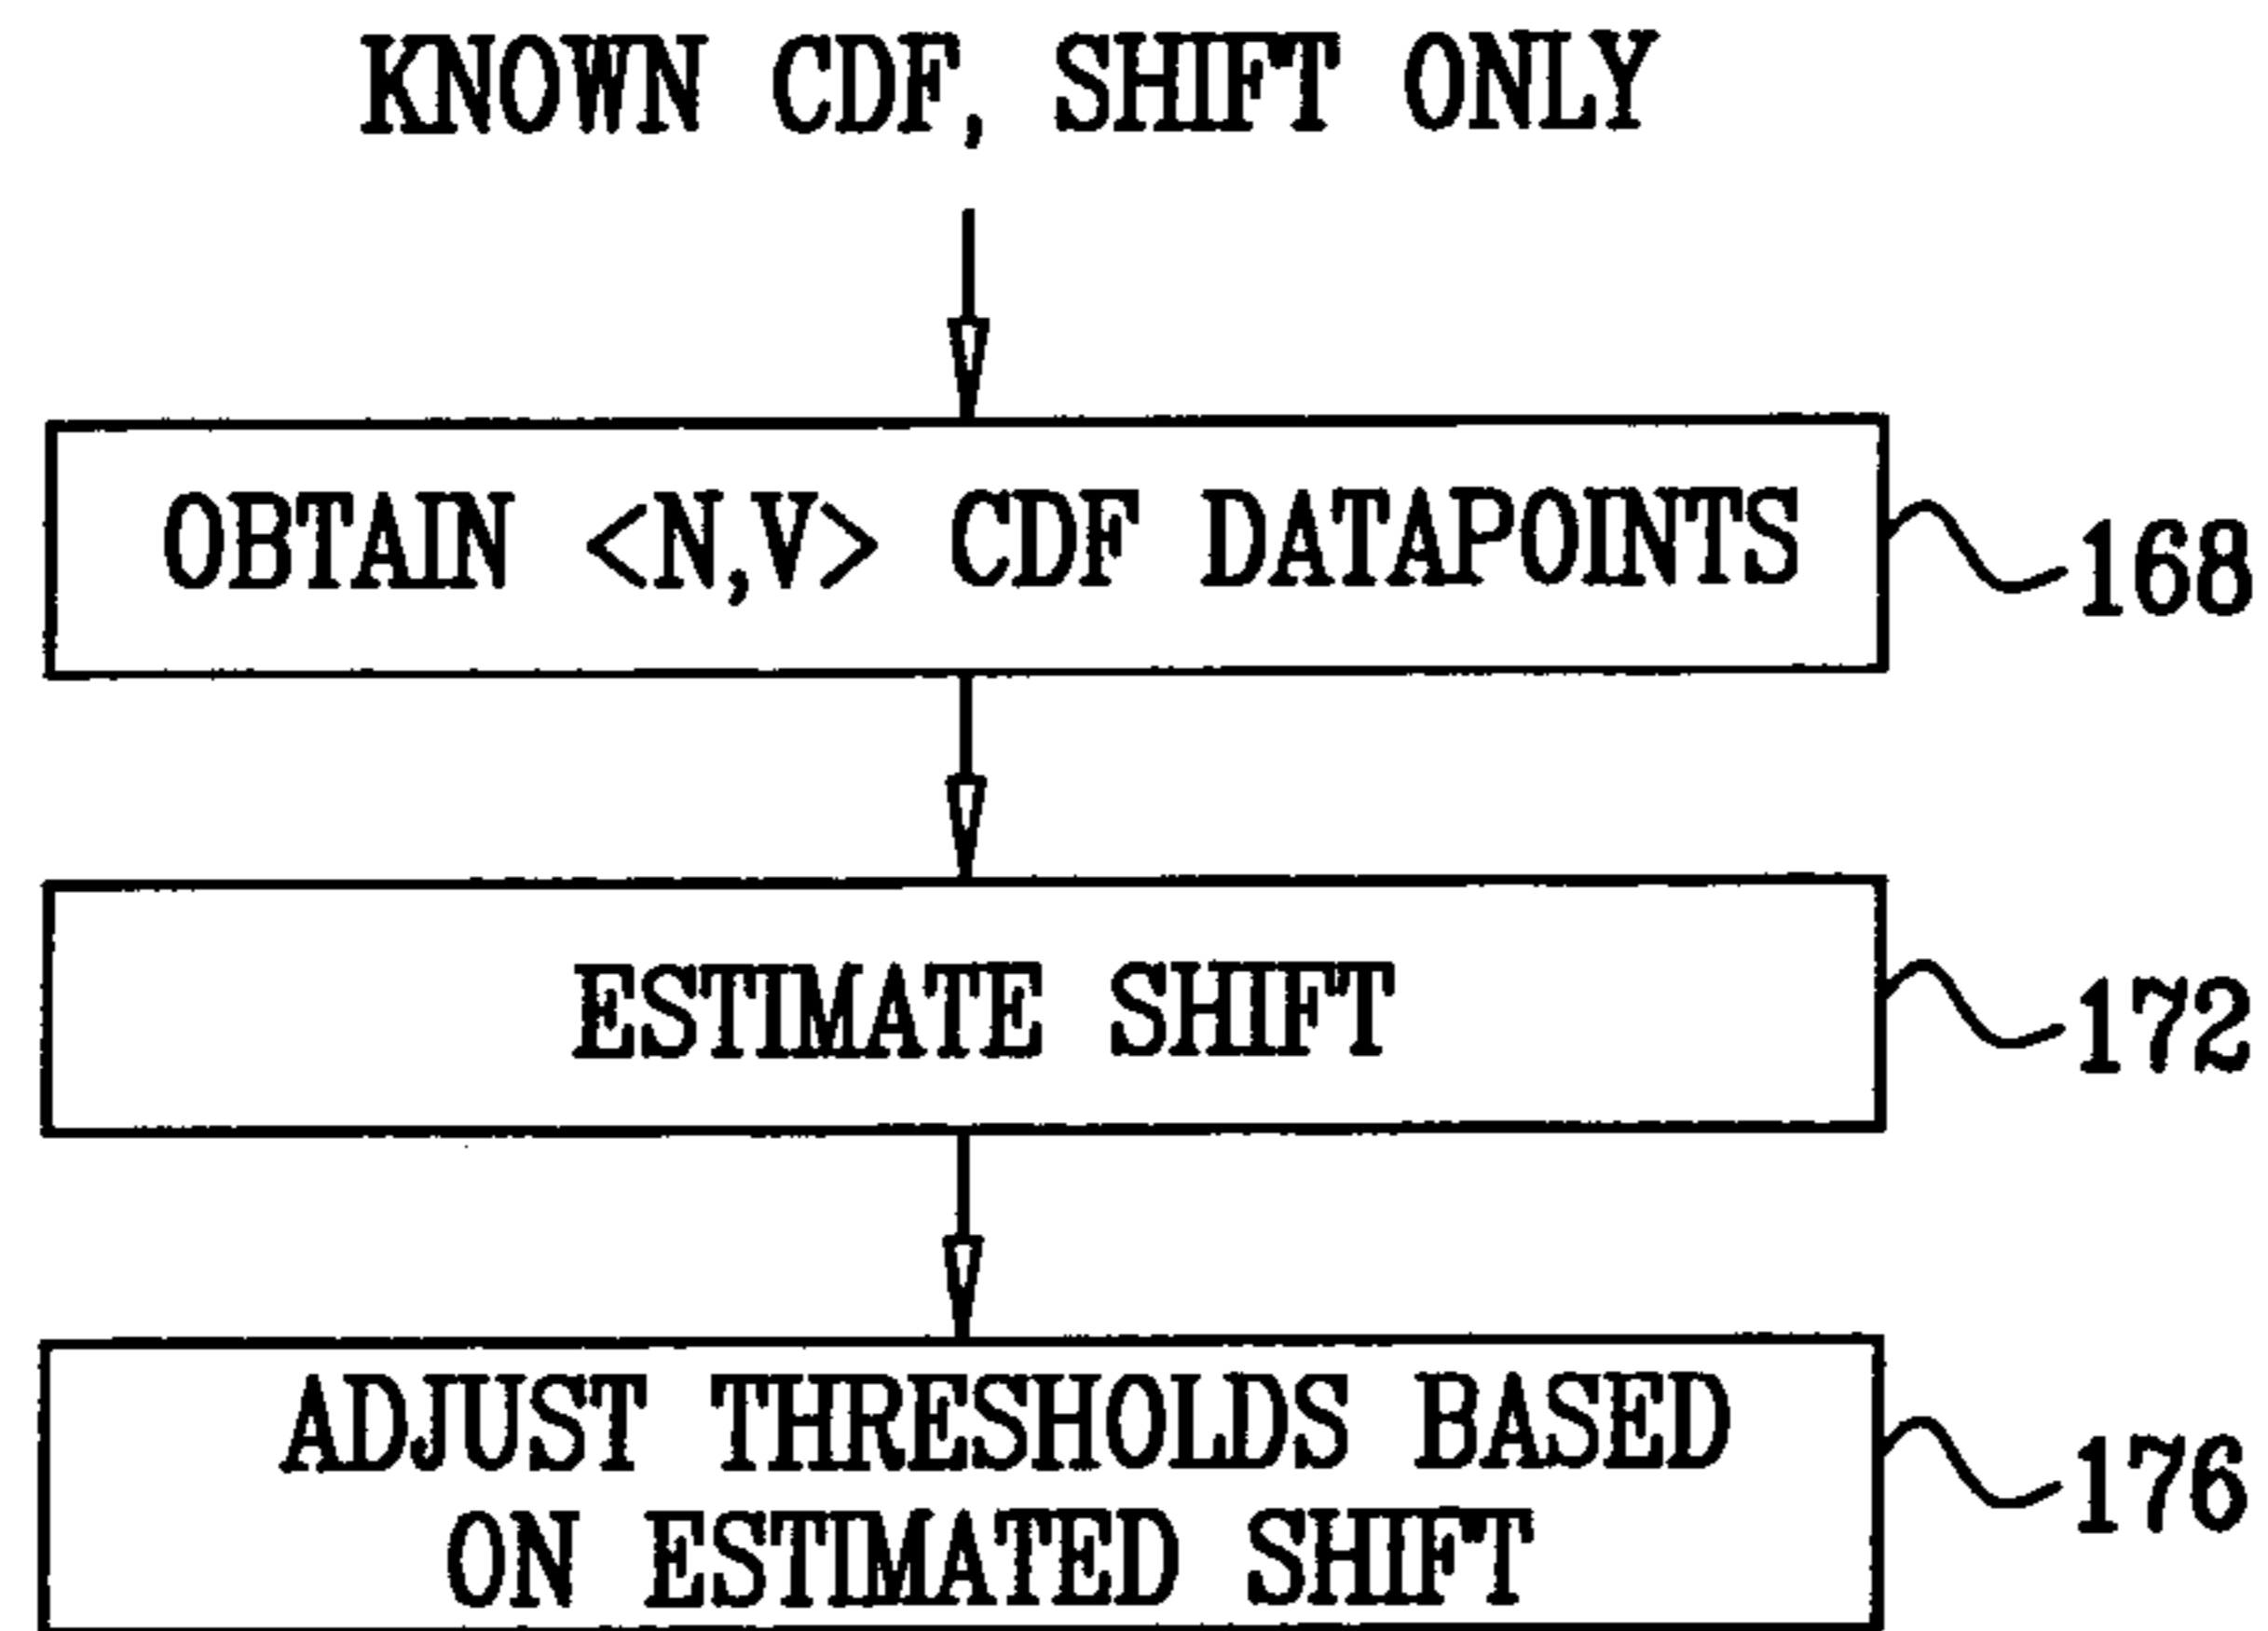 KNOWN CDF, SHIFT ONLY
OBTAIN <N,V> CDF DATAPOINTS
168
ESTIMATE SHIFT
172
ADJUST THRESHOLDS BASED
ON ESTIMATED SHIFT
176